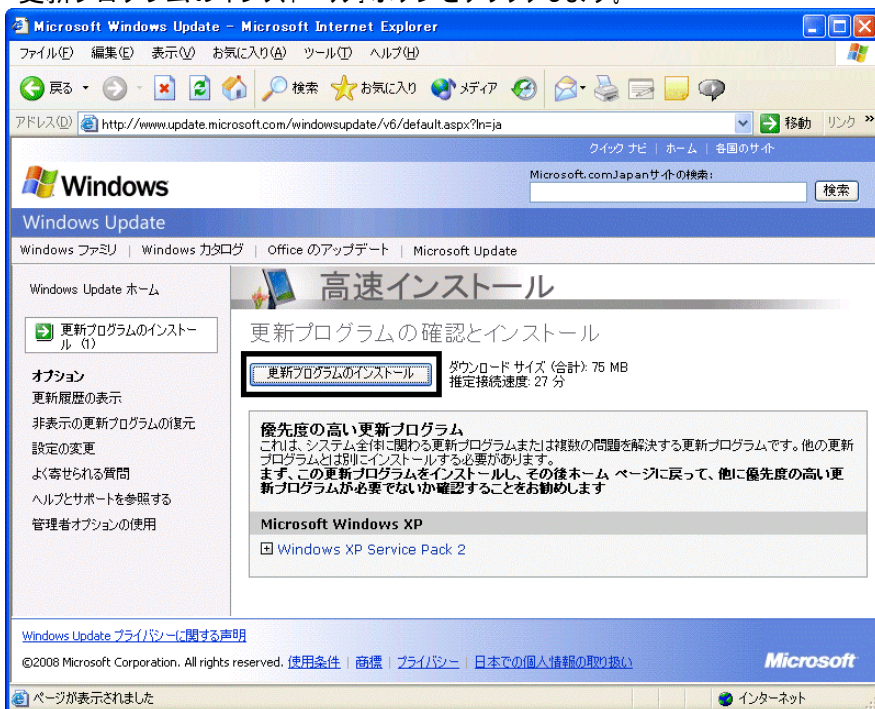 更新プログラムのインストール]ボタンをクリックします。
Microsoft Windows Update - Microsoft Internet Explorer
ファイル(F) 編集(E) 表示(V) お気に入り(A) ツール(T) ヘルプ(H)
戻る 検索 お気に入り メディア
アドレス(D) http://www.update.microsoft.com/windowsupdate/v6/default.aspx?ln=ja 移動 リンク »
クイック ナビ | ホーム | 各国のサイト
Windows
Microsoft.comJapanサイトの検索:
検索
Windows Update
Windows ファミリ | Windows カタログ | Office のアップデート | Microsoft Update
Windows Update ホーム
更新プログラムのインストー
ル (1)
オプション
更新履歴の表示
非表示の更新プログラムの復元
設定の変更
よく寄せられる質問
ヘルプとサポートを参照する
管理者オプションの使用
高速インストール
更新プログラムの確認とインストール
更新プログラムのインストール
ダウンロード サイズ (合計): 75 MB
推定接続速度: 27 分
優先度の高い更新プログラム
これは、システム全体に関わる更新プログラムまたは複数の問題を解決する更新プログラムです。他の更新
プログラムとは別にインストールする必要があります。
まず、この更新プログラムをインストールし、その後ホーム ページに戻って、他に優先度の高い更
新プログラムが必要でないか確認することをお勧めします
Microsoft Windows XP
Windows XP Service Pack 2
Windows Update プライバシーに関する声明
©2008 Microsoft Corporation. All rights reserved. 使用条件 | 商標 | プライバシー | 日本での個人情報の取り扱い
Microsoft
ページが表示されました
インターネット